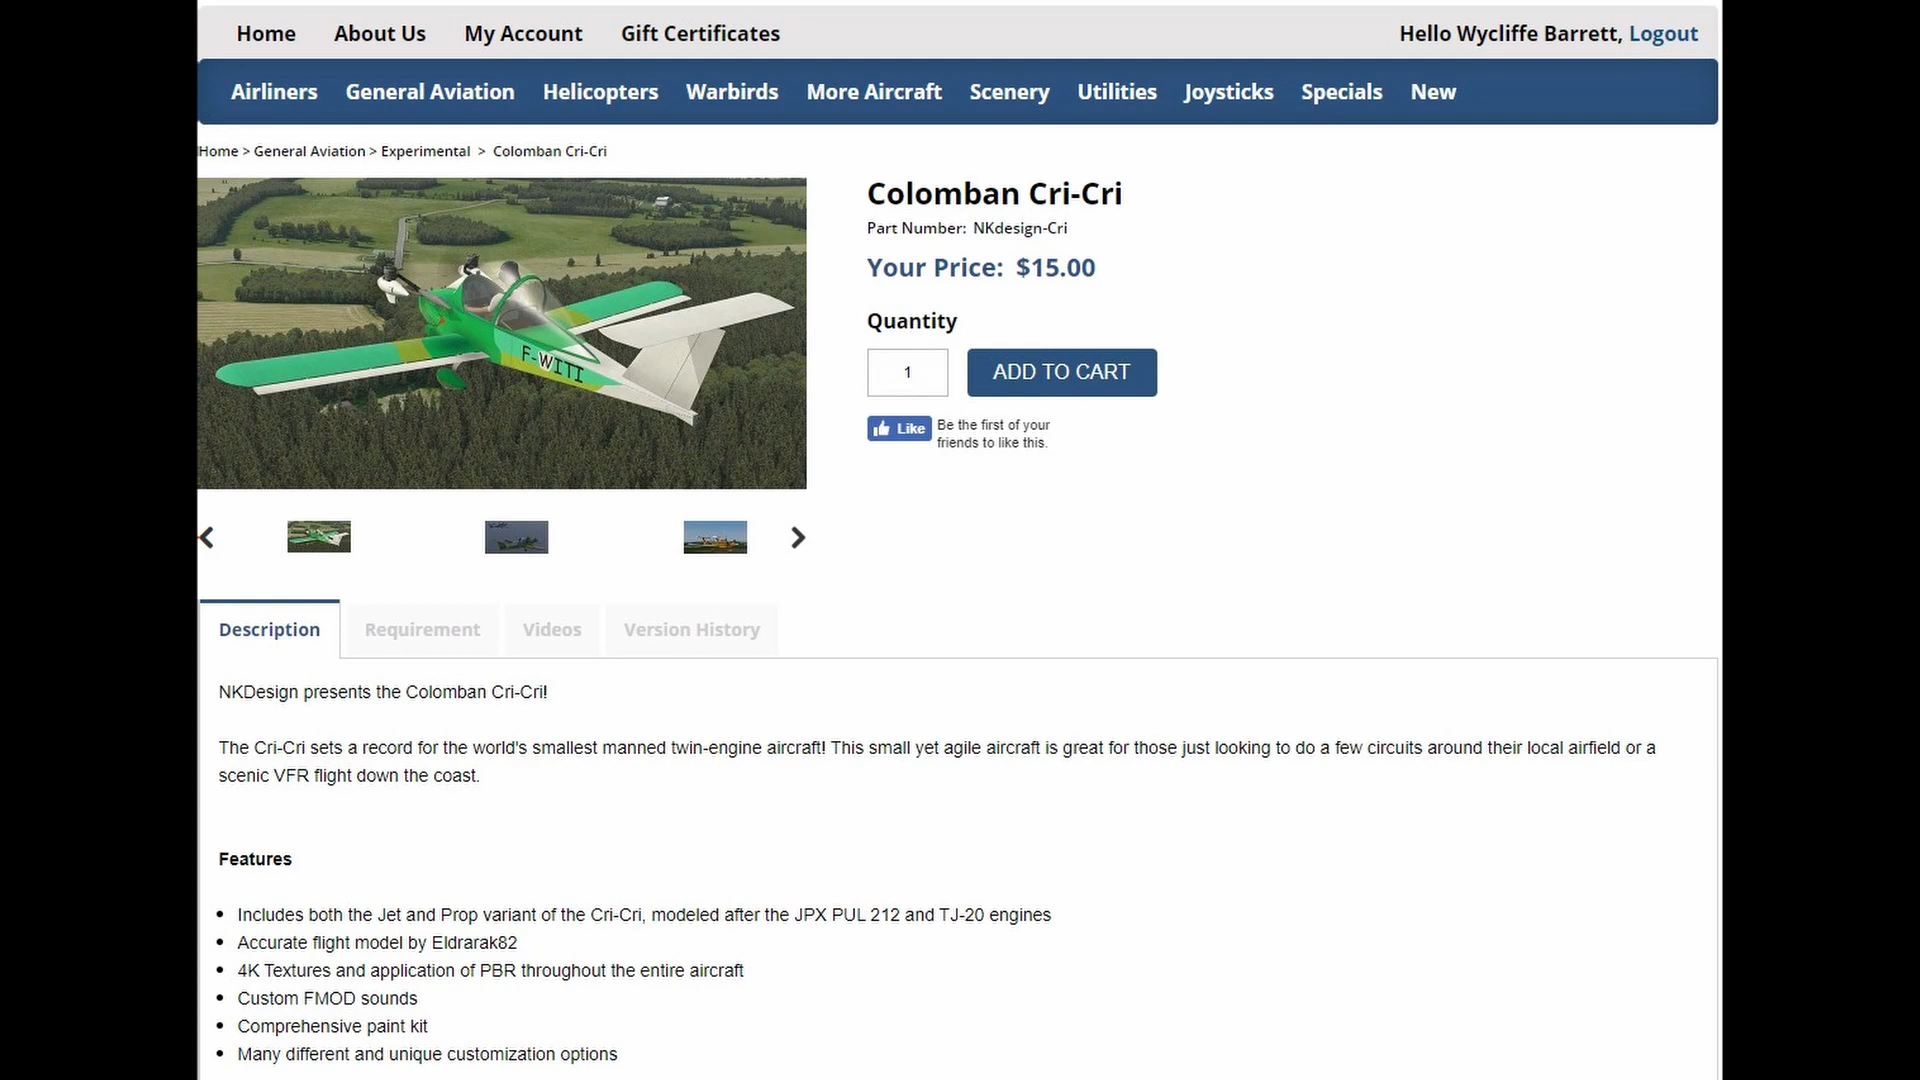 Home About Us My Account Gift Certificates Hello Wycliffe Barrett, Logout
Airliners General Aviation Helicopters Warbirds More Aircraft Scenery Utilities Joysticks Specials New
Home > General Aviation > Experimental > Colomban Cri-Cri
Colomban Cri-Cri
Part Number: NKdesign-Cri
Your Price: $15.00
Quantity
1 ADD TO CART
Like Be the first of your
friends to like this.
F-WITI
Description Requirement Videos Version History
NKDesign presents the Colomban Cri-Cri!
The Cri-Cri sets a record for the world's smallest manned twin-engine aircraft! This small yet agile aircraft is great for those just looking to do a few circuits around their local airfield or a
scenic VFR flight down the coast.
Features
• Includes both the Jet and Prop variant of the Cri-Cri, modeled after the JPX PUL 212 and TJ-20 engines
• Accurate flight model by Eldrarak82
• 4K Textures and application of PBR throughout the entire aircraft
• Custom FMOD sounds
• Comprehensive paint kit
• Many different and unique customization options